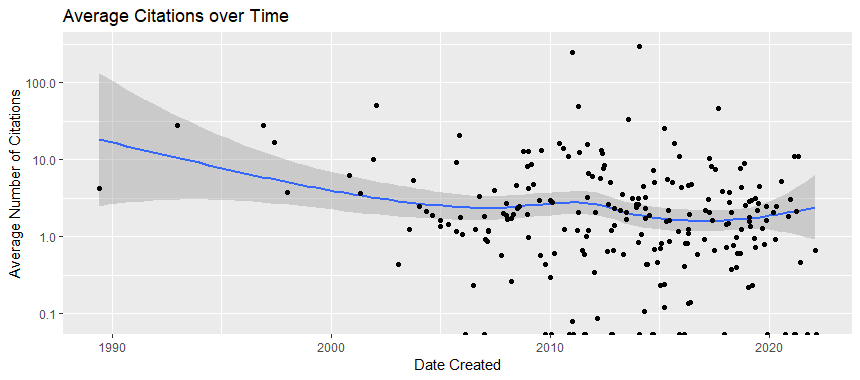 Average Citations over Time
Average Number of Citations
100.0
10.0
1.0
0.1
1990
2000
2010
2020
Date Created